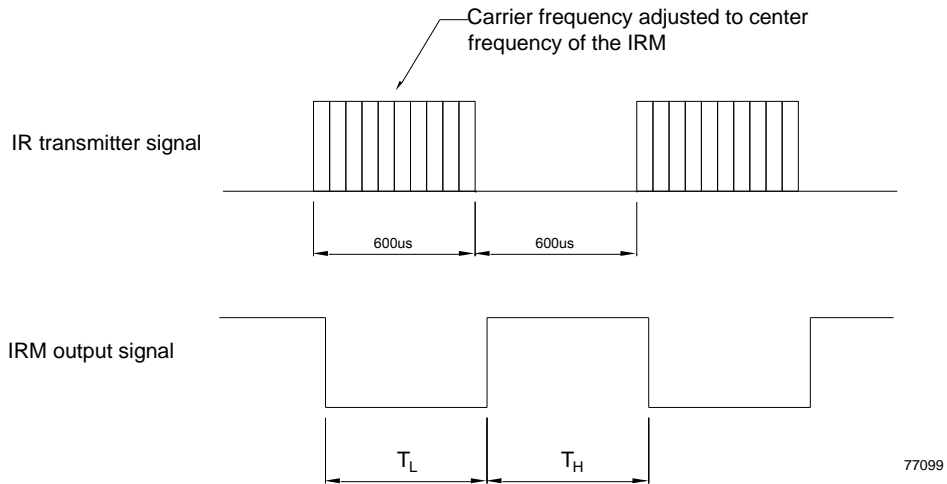 Carrier frequency adjusted to center
frequency of the IRM
IR transmitter signal
600us
600us
IRM output signal
TL
TH
77099